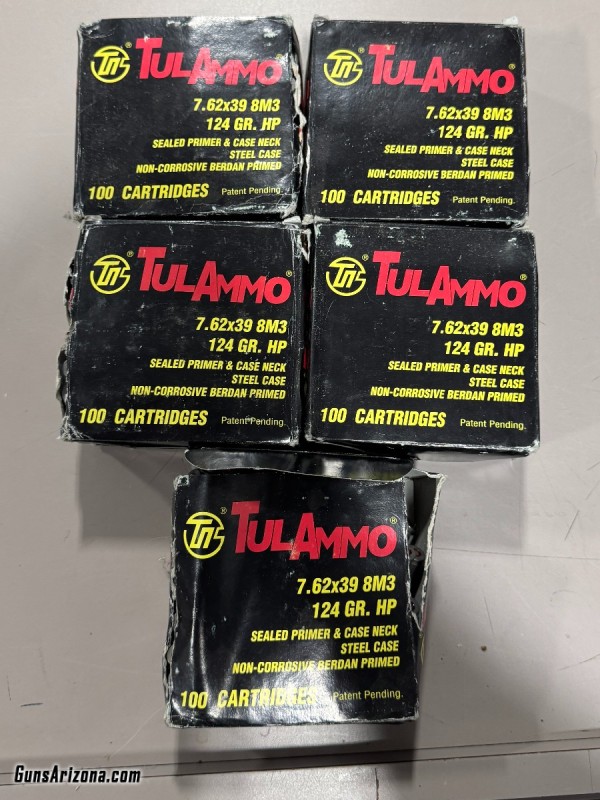 TULAMMO®
7.62x39 8M3
124 GR. HP
SEALED PRIMER & CASE NECK
STEEL CASE
NON-CORROSIVE BERDAN PRIMED
100 CARTRIDGES Patent Pending.
TULAMMO®
7.62x39 8M3
124 GR. HP
SEALED PRIMER & CASE NECK
STEEL CASE
NON-CORROSIVE BERDAN PRIMED
100 CARTRIDGES Patent Pending.
TULAMMO®
7.62x39 8M3
124 GR. HP
SEALED PRIMER & CASE NECK
STEEL CASE
NON-CORROSIVE BERDAN PRIMED
100 CARTRIDGES Patent Pending.
TULAMMO®
7.62x39 8M3
124 GR. HP
SEALED PRIMER & CASE NECK
STEEL CASE
NON-CORROSIVE BERDAN PRIMED
100 CARTRIDGES Patent Pending.
TULAMMO®
7.62x39 8M3
124 GR. HP
SEALED PRIMER & CASE NECK
STEEL CASE
NON-CORROSIVE BERDAN PRIMED
100 CARTRIDGES Patent Pending.
GunsArizona.com